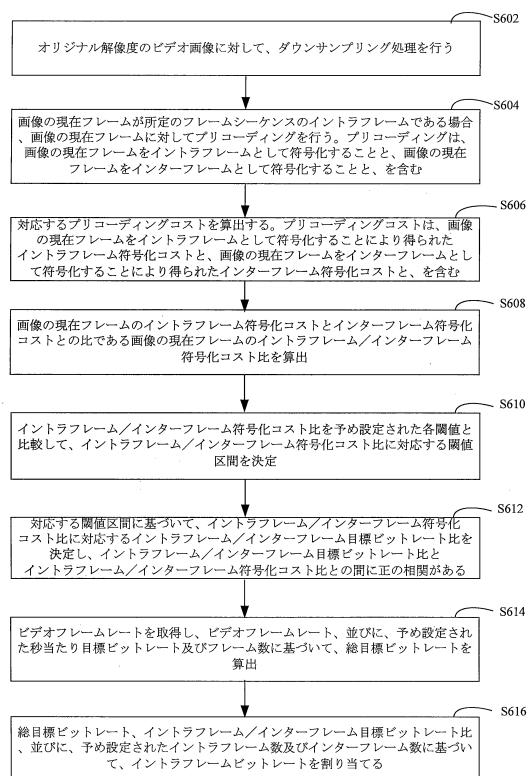 S602
オリジナル解像度のビデオ画像に対して、ダウンサンプリング処理を行う
S604
画像の現在フレームが所定のフレームシーケンスのイントラフレームである場合
、画像の現在フレームに対してプリコーディングを行う。プリコーディングは、
画像の現在フレームをイントラフレームとして符号化することと、画像の現在
フレームをインターフレームとして符号化することと、を含む
S606
対応するプリコーディングコストを算出する。プリコーディングコストは、画像
の現在フレームをイントラフレームとして符号化することにより得られた
イントラフレーム符号化コストと、画像の現在フレームをインターフレームとし
て符号化することにより得られたインターフレーム符号化コストと、を含む
S608
画像の現在フレームのイントラフレーム符号化コストとインターフレーム符号化
コストとの比である画像の現在フレームのイントラフレーム／インターフレーム
符号化コスト比を算出
S610
イントラフレーム／インターフレーム符号化コスト比を予め設定された各閾値と
比較して、イントラフレーム／インターフレーム符号化コスト比に対応する閾値
区間を決定
S612
対応する閾値区間に基づいて、イントラフレーム／インターフレーム符号化
コスト比に対応するイントラフレーム／インターフレーム目標ビットレート比を
決定し、イントラフレーム／インターフレーム目標ビットレート比と
イントラフレーム／インターフレーム符号化コスト比との間に正の相関がある
S614
ビデオフレームレートを取得し、ビデオフレームレート、並びに、予め設定され
た秒当たり目標ビットレート及びフレーム数に基づいて、総目標ビットレートを
算出
S616
総目標ビットレート、イントラフレーム／インターフレーム目標ビットレート比
、並びに、予め設定されたイントラフレーム数及びインターフレーム数に基づい
て、イントラフレームビットレートを割り当てる